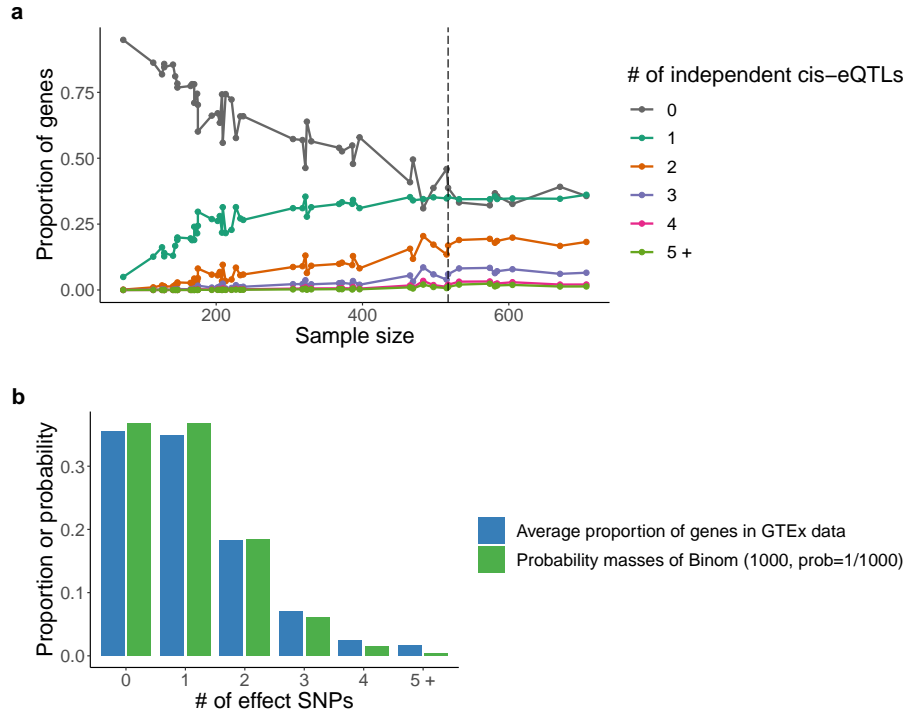 a
Proportion of genes
0.75
0.50
0.25
0.00
200
400
600
Sample size
# of independent cis−eQTLs
0
1
2
3
4
5 +
b
Proportion or probability
0.3
0.2
0.1
0.0
0
1
2
3
4
5 +
# of effect SNPs
Average proportion of genes in GTEx data
Probability masses of Binom (1000, prob=1/1000)